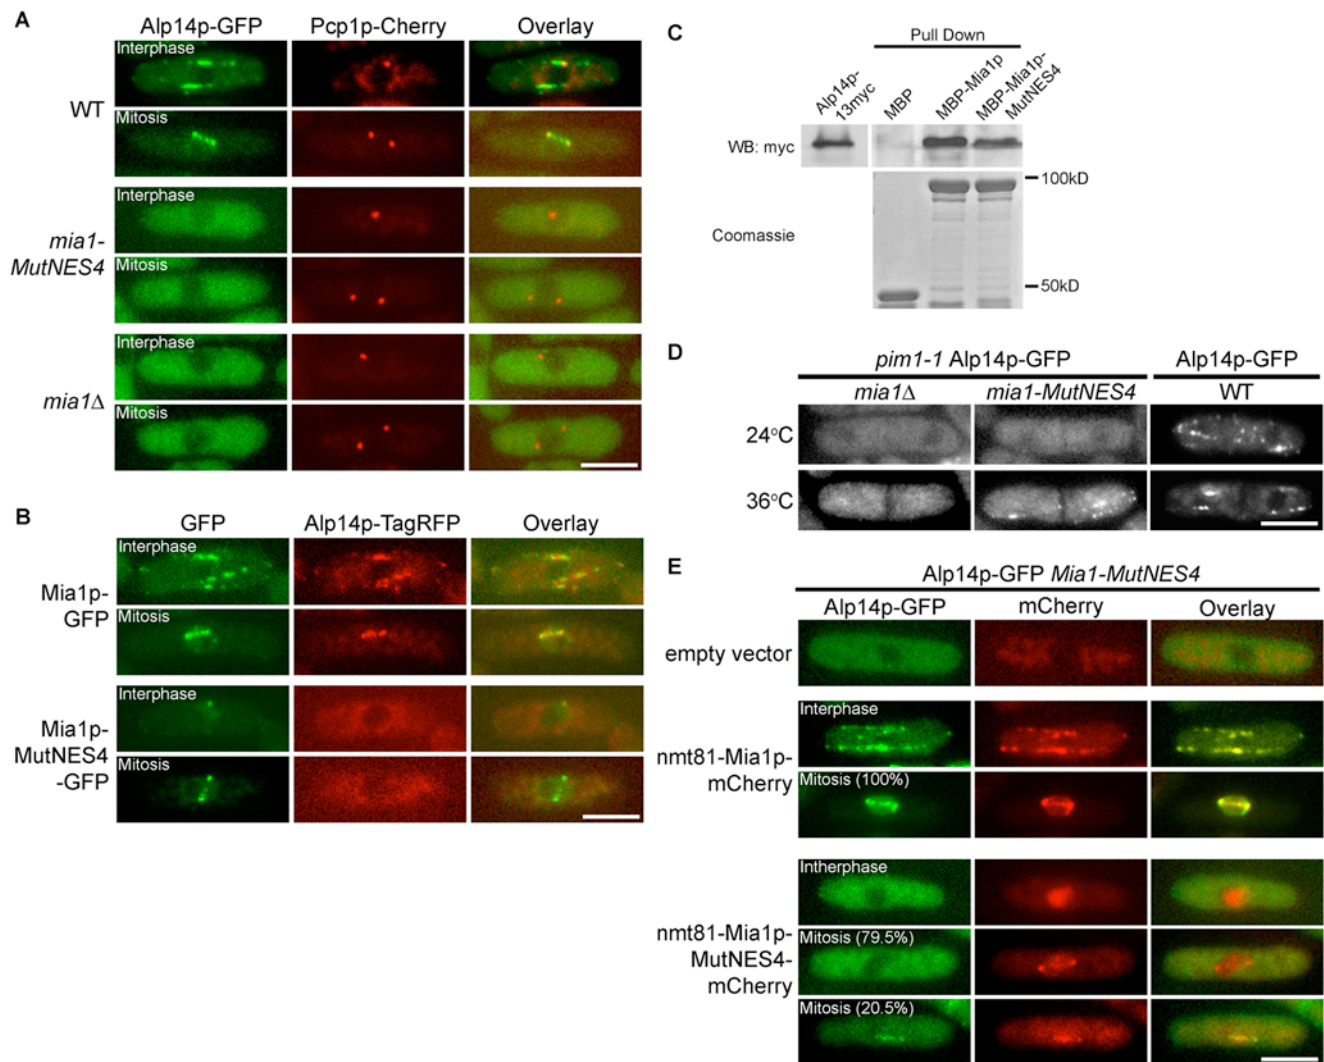 A
Alp14p-GFP Pcp1p-Cherry Overlay
Interphase
WT
Mitosis
Interphase
mia1-
MutNES4
Mitosis
Interphase
mia1Δ
Mitosis
B
GFP Alp14p-TagRFP Overlay
Interphase
Mia1p-
GFP
Mitosis
Interphase
Mia1p-
MutNES4
-GFP
Mitosis
C
Pull Down
Alp14p-
13myc
MBP
MBP-Mia1p
MBP-Mia1p-
MutNES4
WB: myc
100kD
Coomassie
50kD
D
pim1-1 Alp14p-GFP Alp14p-GFP
mia1Δ mia1-MutNES4 WT
24°C
36°C
E
Alp14p-GFP Mia1-MutNES4
Alp14p-GFP mCherry Overlay
empty vector
Interphase
nmt81-Mia1p-
mCherry
Mitosis (100%)
Intherphase
nmt81-Mia1p-
MutNES4-
mCherry
Mitosis (79.5%)
Mitosis (20.5%)